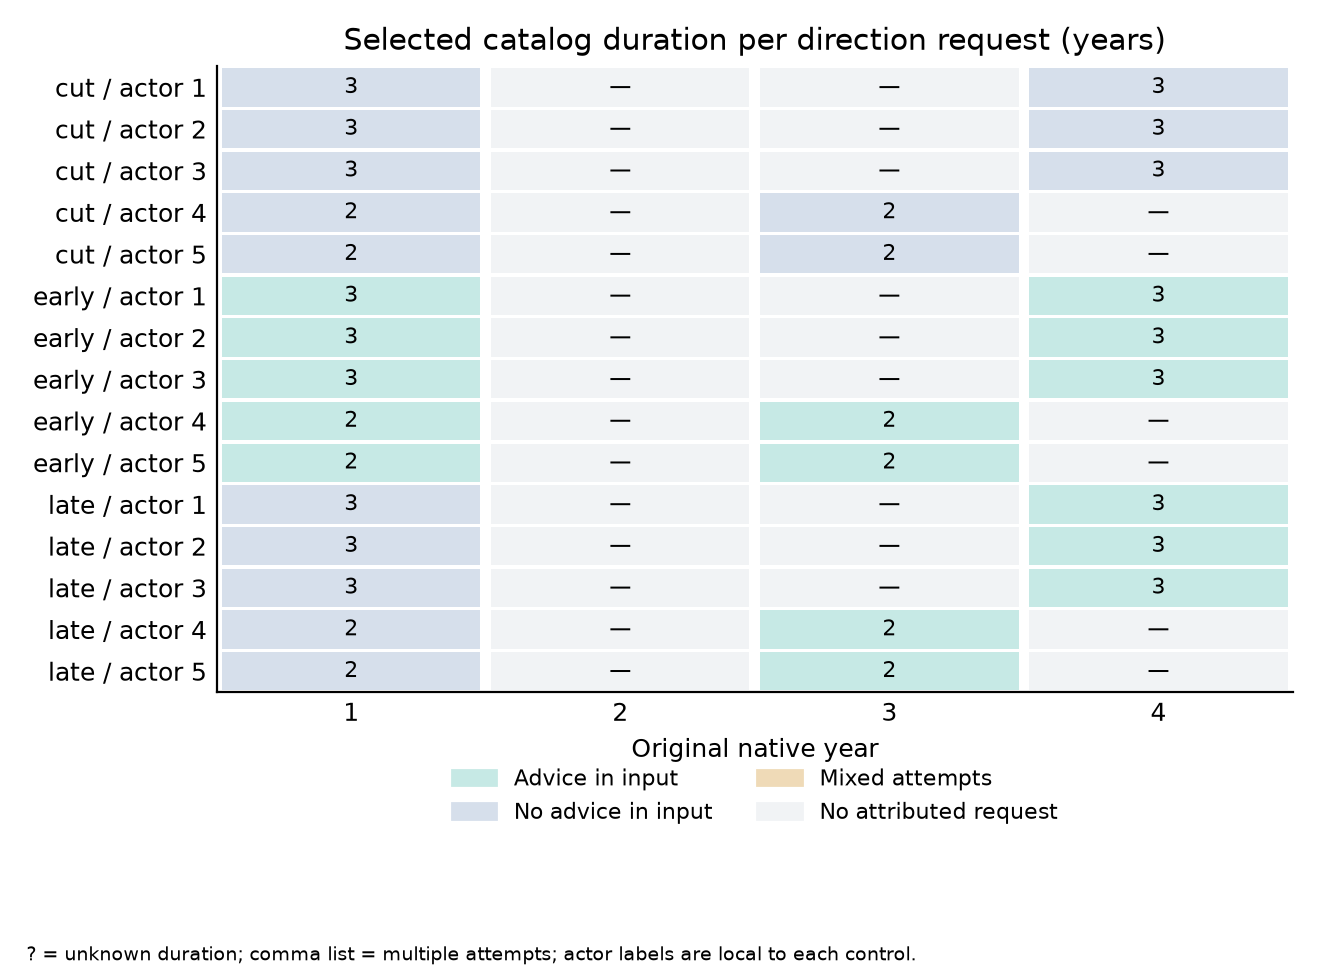 Selected catalog duration per direction request (years)
cut / actor 1 3 — — 3
cut / actor 2 3 — — 3
cut / actor 3 3 — — 3
cut / actor 4 2 — 2 —
cut / actor 5 2 — 2 —
early / actor 1 3 — — 3
early / actor 2 3 — — 3
early / actor 3 3 — — 3
early / actor 4 2 — 2 —
early / actor 5 2 — 2 —
late / actor 1 3 — — 3
late / actor 2 3 — — 3
late / actor 3 3 — — 3
late / actor 4 2 — 2 —
late / actor 5 2 — 2 —
1 2 3 4
Original native year
Advice in input Mixed attempts
No advice in input No attributed request
? = unknown duration; comma list = multiple attempts; actor labels are local to each control.